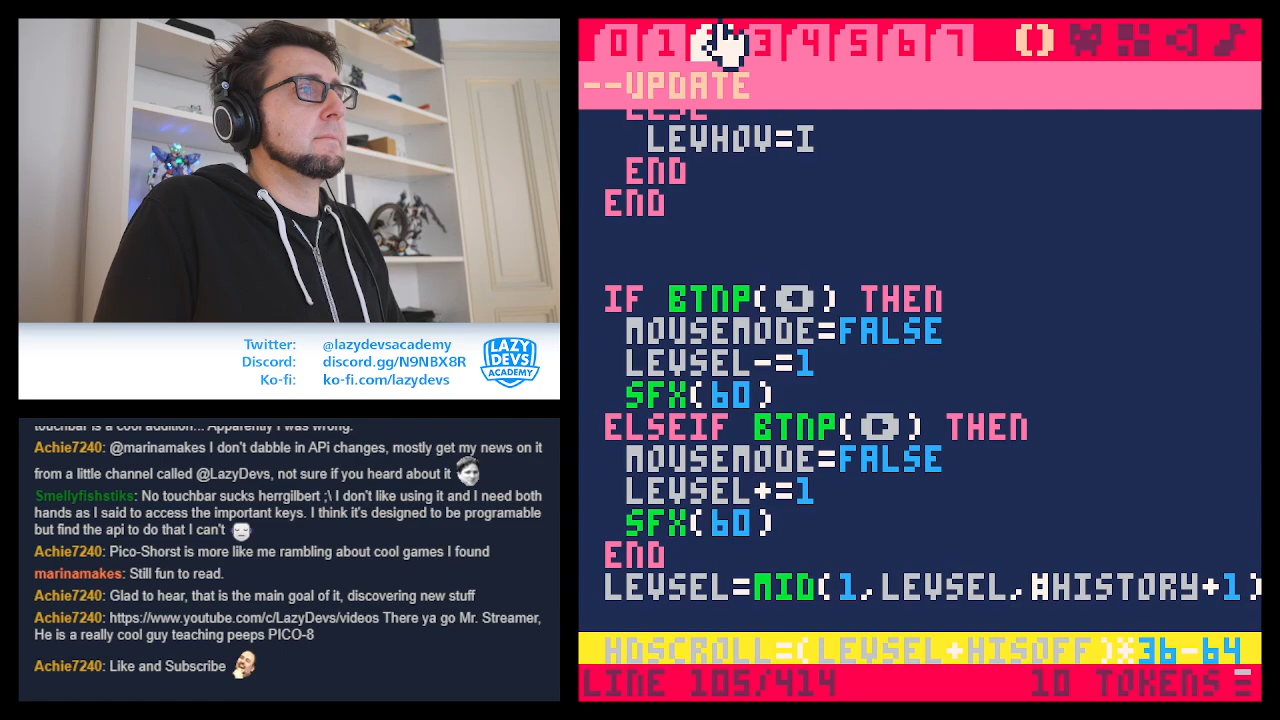 Twitter: @lazydevsacademy
Discord: discord.gg/N9NBX8R
Ko-fi: ko-fi.com/lazydevs
LAZY
DEVS
ACADEMY
touchbar is a cool addition... Apparently I was wrong.
Achie7240: @marinamakes I don't dabble in APi changes, mostly get my news on it
from a little channel called @LazyDevs, not sure if you heard about it
Smellyfishstiks: No touchbar sucks herrgilbert ;\ I don't like using it and I need both
hands as I said to access the important keys. I think it's designed to be programable
but find the api to do that I can't
Achie7240: Pico-Shorst is more like me rambling about cool games I found
marinamakes: Still fun to read.
Achie7240: Glad to hear, that is the main goal of it, discovering new stuff
Achie7240: https://www.youtube.com/c/LazyDevs/videos There ya go Mr. Streamer,
He is a really cool guy teaching peeps PICO-8
Achie7240: Like and Subscribe
0 1 3 4 5 6 7 ()
--UPDATE
ELSE
LEVHOV=I
END
END
IF BTNP(⬅️) THEN
MOUSEMODE=FALSE
LEVSEL-=1
SFX(60)
ELSEIF BTNP(➡️) THEN
MOUSEMODE=FALSE
LEVSEL+=1
SFX(60)
END
LEVSEL=MID(1,LEVSEL,#HISTORY+1)
HDSCROLL=(LEVSEL+HISOFF)*36-64
LINE 105/414 10 TOKENS